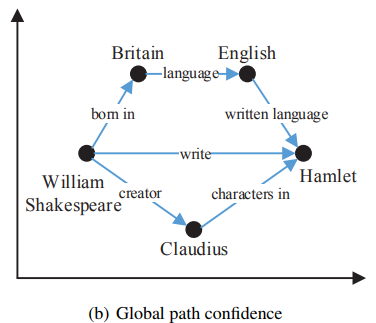 Britain
English
language
born in
written language
write
William
Shakespeare
Hamlet
creator
characters in
Claudius
(b) Global path confidence